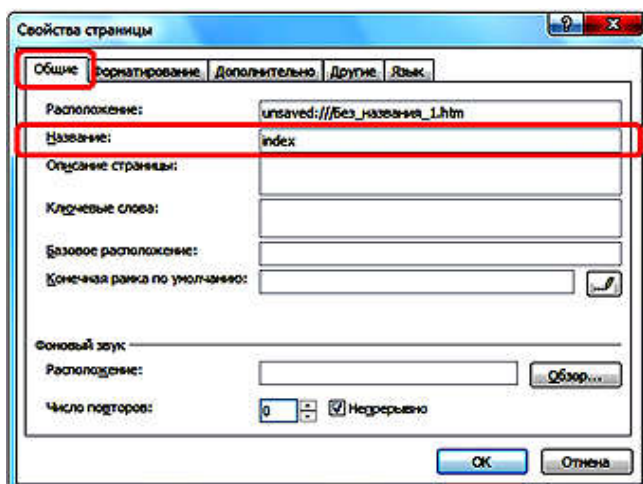 Свойства страницы
Общие Форматирование Дополнительно Другие Язык
Расположение: unsaved:///Без_названия_1.htm
Название: index
Описание страницы:
Ключевые слова:
Базовое расположение:
Конечная рамка по умолчанию:
Фоновый звук
Расположение: Обзор...
Число повторов: 0 Непрерывно
ОК Отмена